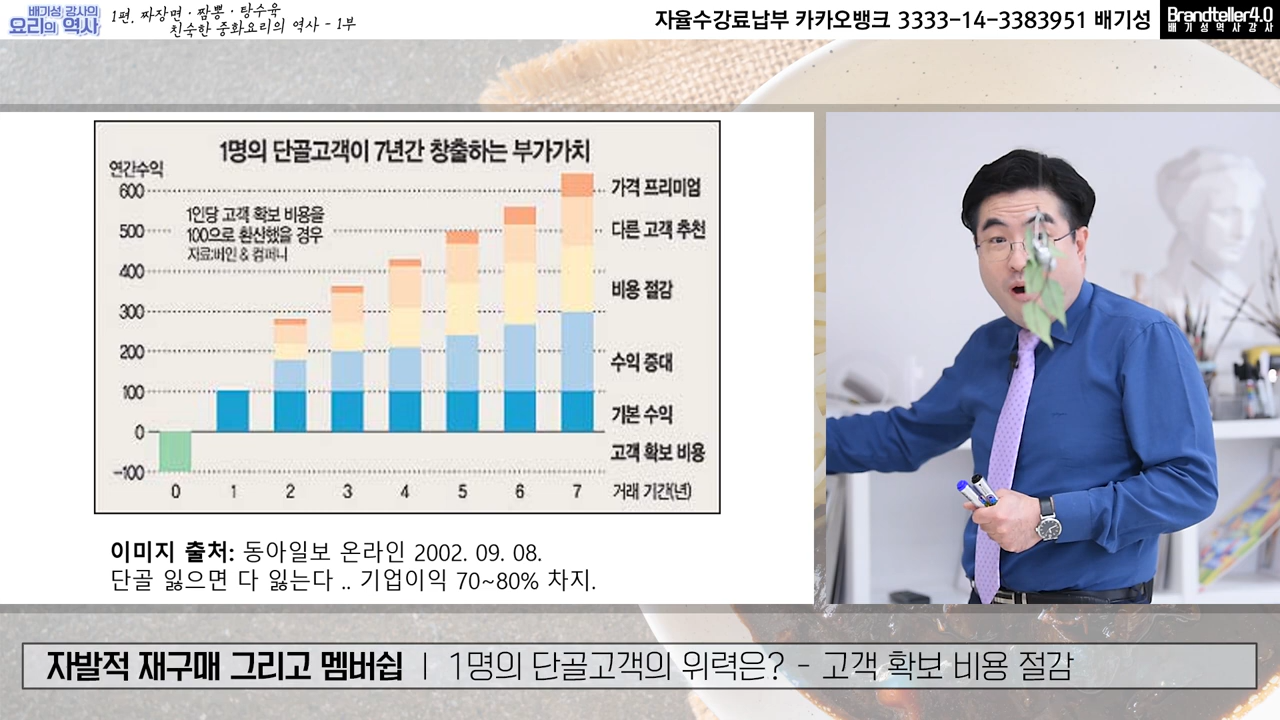 배기성 강사의
요리의 역사
1편. 짜장면 · 짬뽕 · 탕수육
친숙한 중화요리의 역사 - 1부
자율수강료납부 카카오뱅크 3333-14-3383951 배기성
Brandteller4.0
배기성역사강사
1명의 단골고객이 7년간 창출하는 부가가치
연간수익
600
500
400
300
200
100
0
-100
1인당 고객 확보 비용을
100으로 환산했을 경우
자료:베인 & 컴퍼니
가격 프리미엄
다른 고객 추천
비용 절감
수익 증대
기본 수익
고객 확보 비용
0 1 2 3 4 5 6 7 거래 기간(년)
이미지 출처: 동아일보 온라인 2002. 09. 08.
단골 잃으면 다 잃는다 .. 기업이익 70~80% 차지.
자발적 재구매 그리고 멤버쉽 | 1명의 단골고객의 위력은? - 고객 확보 비용 절감